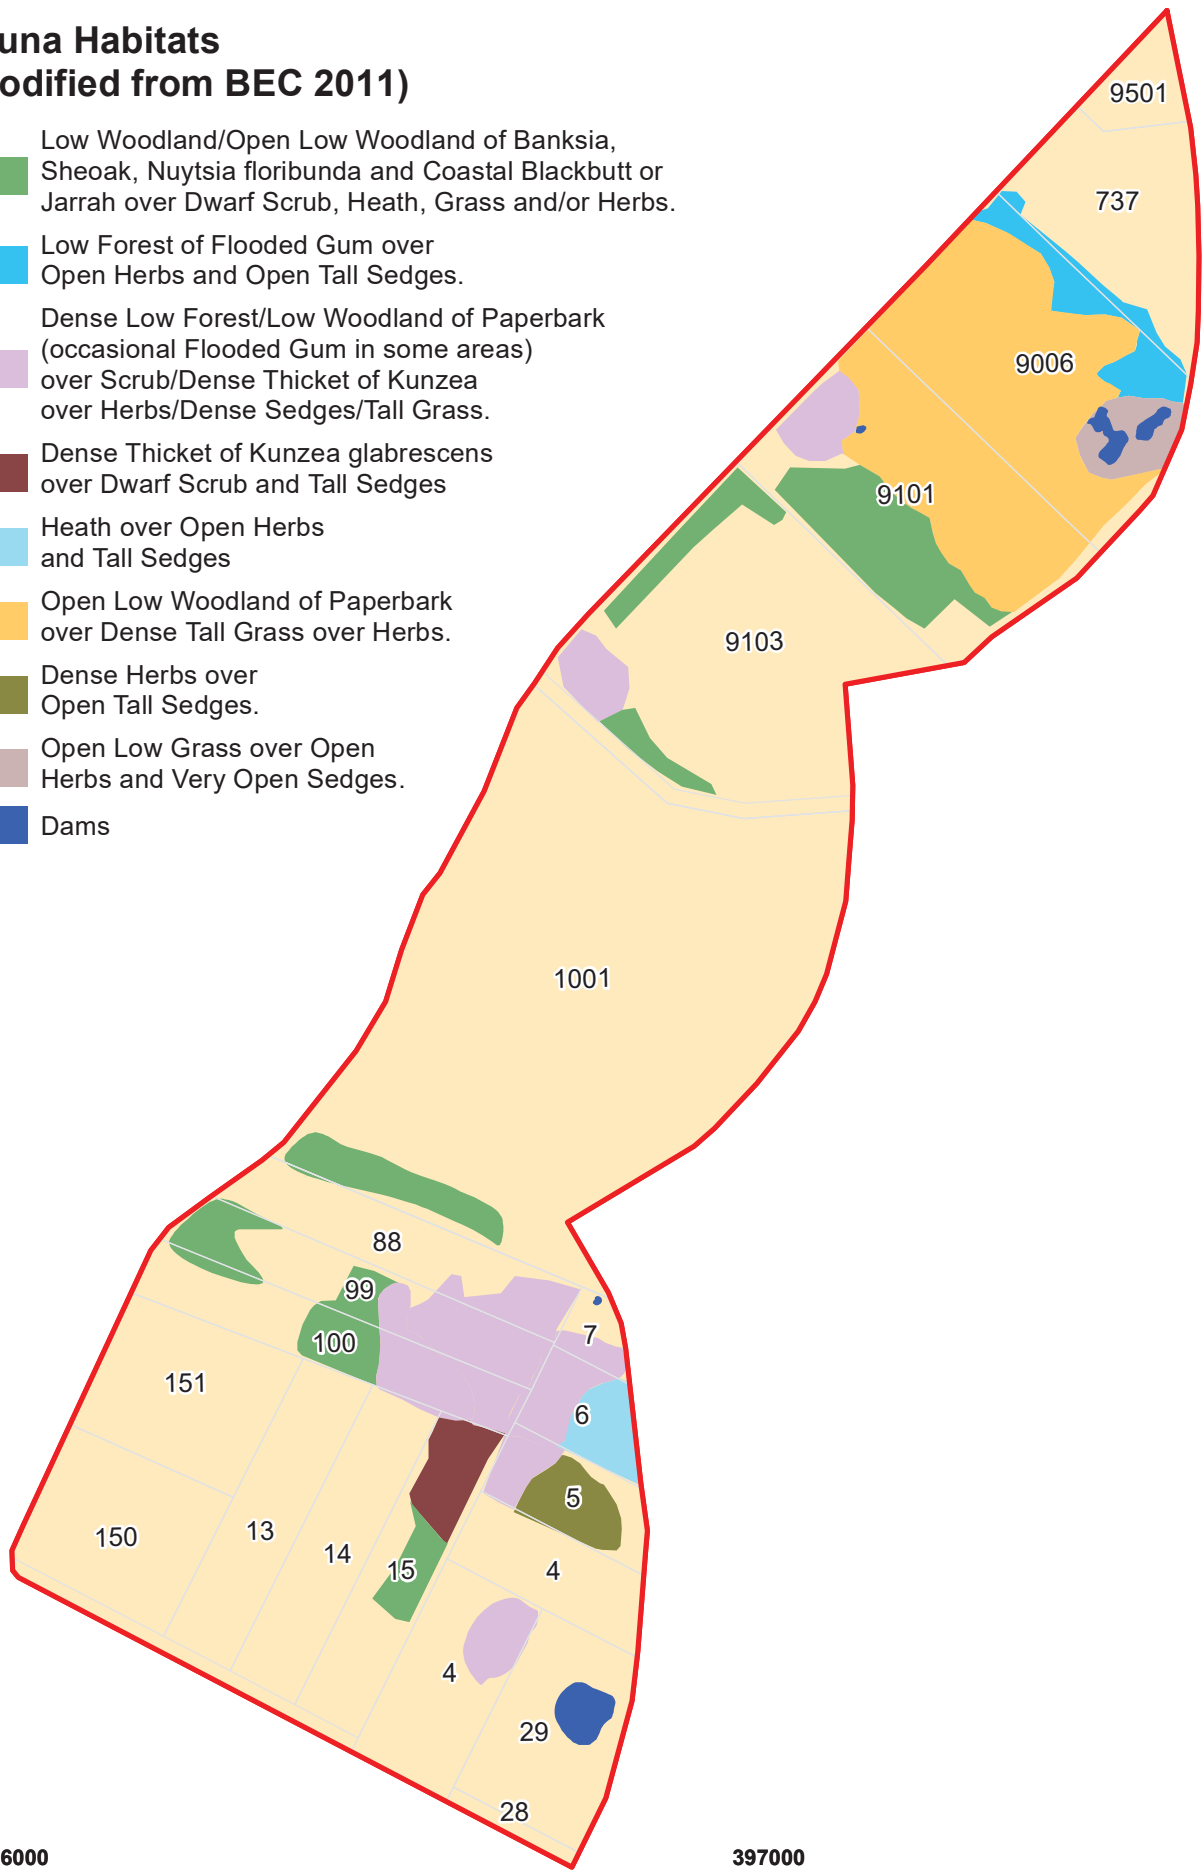 una Habitats
odified from BEC 2011)
Low Woodland/Open Low Woodland of Banksia,
Sheoak, Nuytsia floribunda and Coastal Blackbutt or
Jarrah over Dwarf Scrub, Heath, Grass and/or Herbs.
Low Forest of Flooded Gum over
Open Herbs and Open Tall Sedges.
Dense Low Forest/Low Woodland of Paperbark
(occasional Flooded Gum in some areas)
over Scrub/Dense Thicket of Kunzea
over Herbs/Dense Sedges/Tall Grass.
Dense Thicket of Kunzea glabrescens
over Dwarf Scrub and Tall Sedges
Heath over Open Herbs
and Tall Sedges
Open Low Woodland of Paperbark
over Dense Tall Grass over Herbs.
Dense Herbs over
Open Tall Sedges.
Open Low Grass over Open
Herbs and Very Open Sedges.
Dams
9501
737
9006
9101
9103
1001
88
99
7
100
151
6
5
13
150
14
15
4
4
29
28
6000
397000